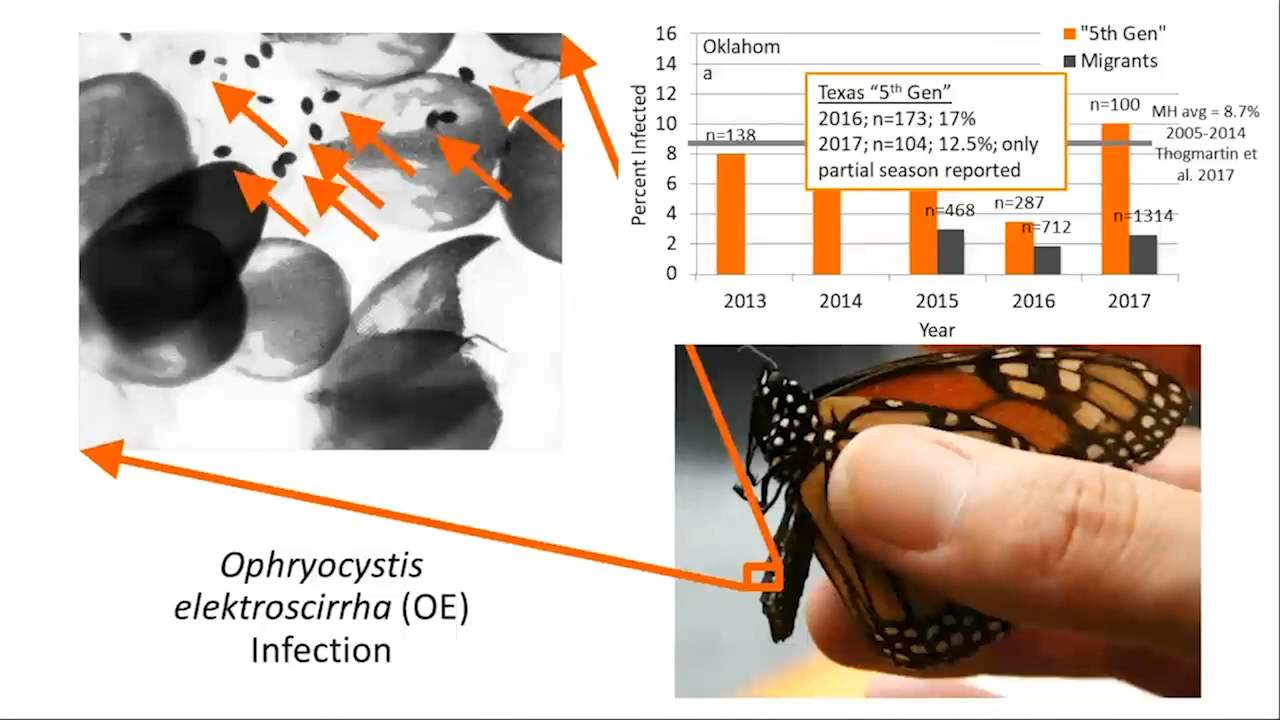 16
14
12
10
8
6
4
2
0
Percent Infected
Oklahom
a
"5th Gen"
Migrants
Texas “5th Gen”
2016; n=173; 17%
2017; n=104; 12.5%; only
partial season reported
n=138
n=468
n=287
n=712
n=100
n=1314
MH avg = 8.7%
2005-2014
Thogmartin et
al. 2017
2013
2014
2015
2016
2017
Year
Ophryocystis
elektroscirrha (OE)
Infection